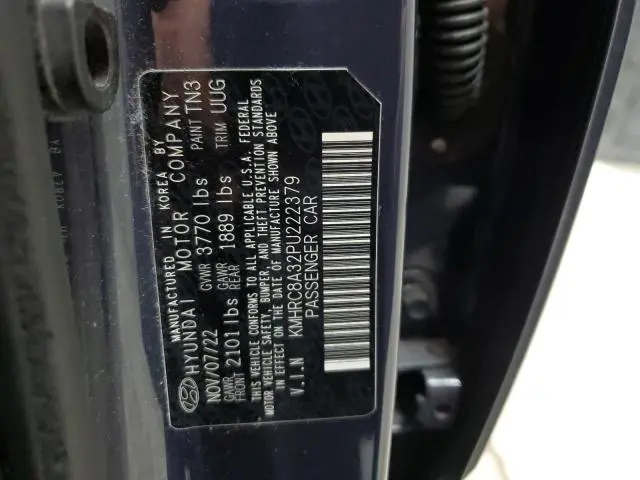 MANUFACTURED IN KOREA BY
HYUNDAI MOTOR COMPANY
NOV/07/22 GVWR 3770 lbs PAINT TN3
GAWR FRONT 2101 lbs GAWR REAR 1889 lbs TRIM UUG
THIS VEHICLE CONFORMS TO ALL APPLICABLE U.S.A. FEDERAL
MOTOR VEHICLE SAFETY, BUMPER, AND THEFT PREVENTION STANDARDS
IN EFFECT ON THE DATE OF MANUFACTURE SHOWN ABOVE
V.I.N KMHRC8A32PU222379
PASSENGER CAR